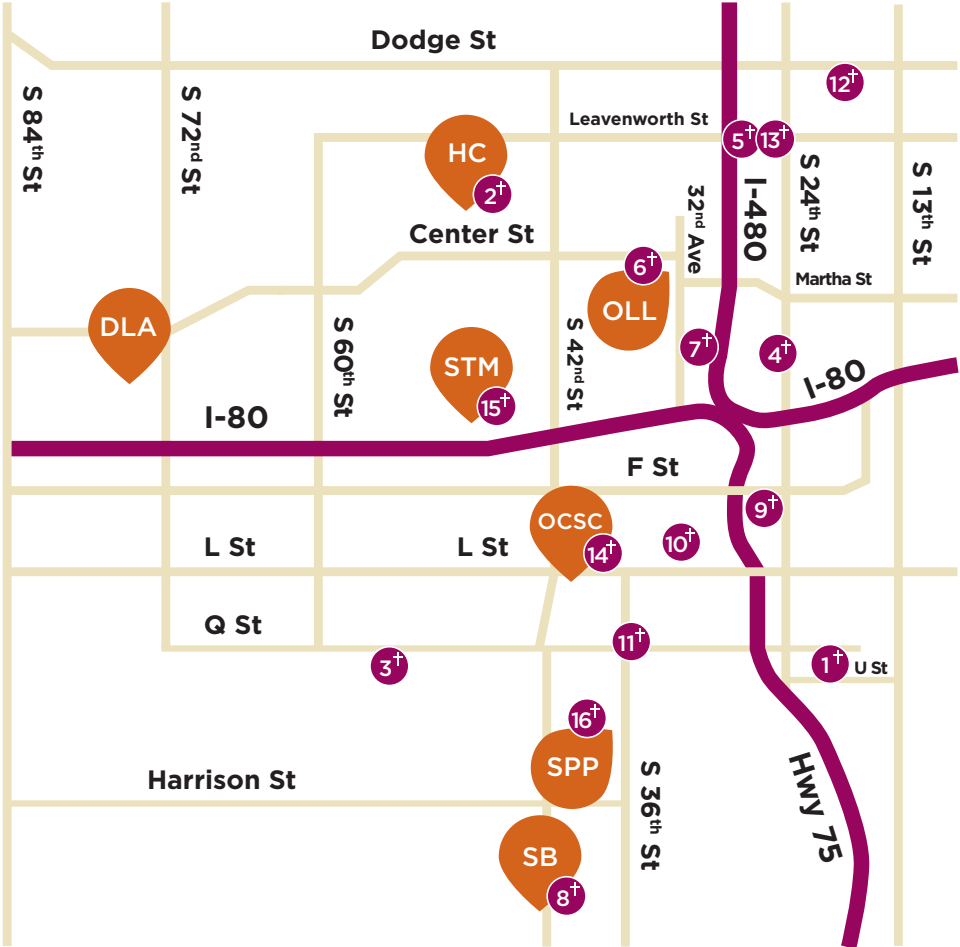 Dodge St
S 84th St
S 72nd St
12†
Leavenworth St
5†
13†
HC
2†
S 24th St
S 13th St
I-480
32nd Ave
Center St
6†
Martha St
OLL
DLA
S 60th St
S 42nd St
STM
15†
7†
4†
I-80
I-80
F St
9†
OCSC
14†
10†
L St
L St
Q St
11†
3†
1†
U St
16†
SPP
Harrison St
S 36th St
Hwy 75
SB
8†